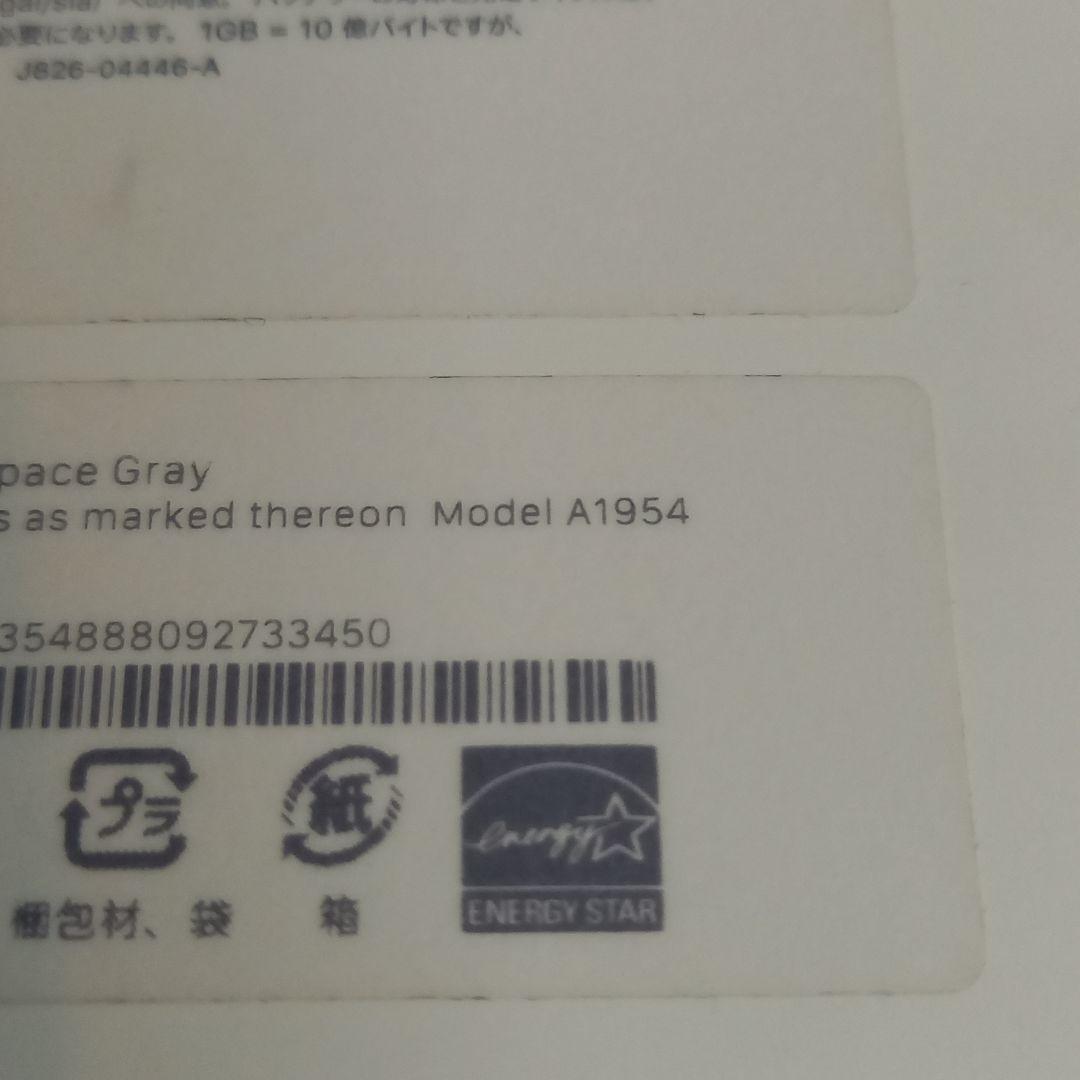 必要になります。 1GB = 10 億バイトですが、
J826-04446-A
pace Gray
s as marked thereon Model A1954
354888092733450
プラ
紙
energy
梱包材、袋
箱
ENERGY STAR